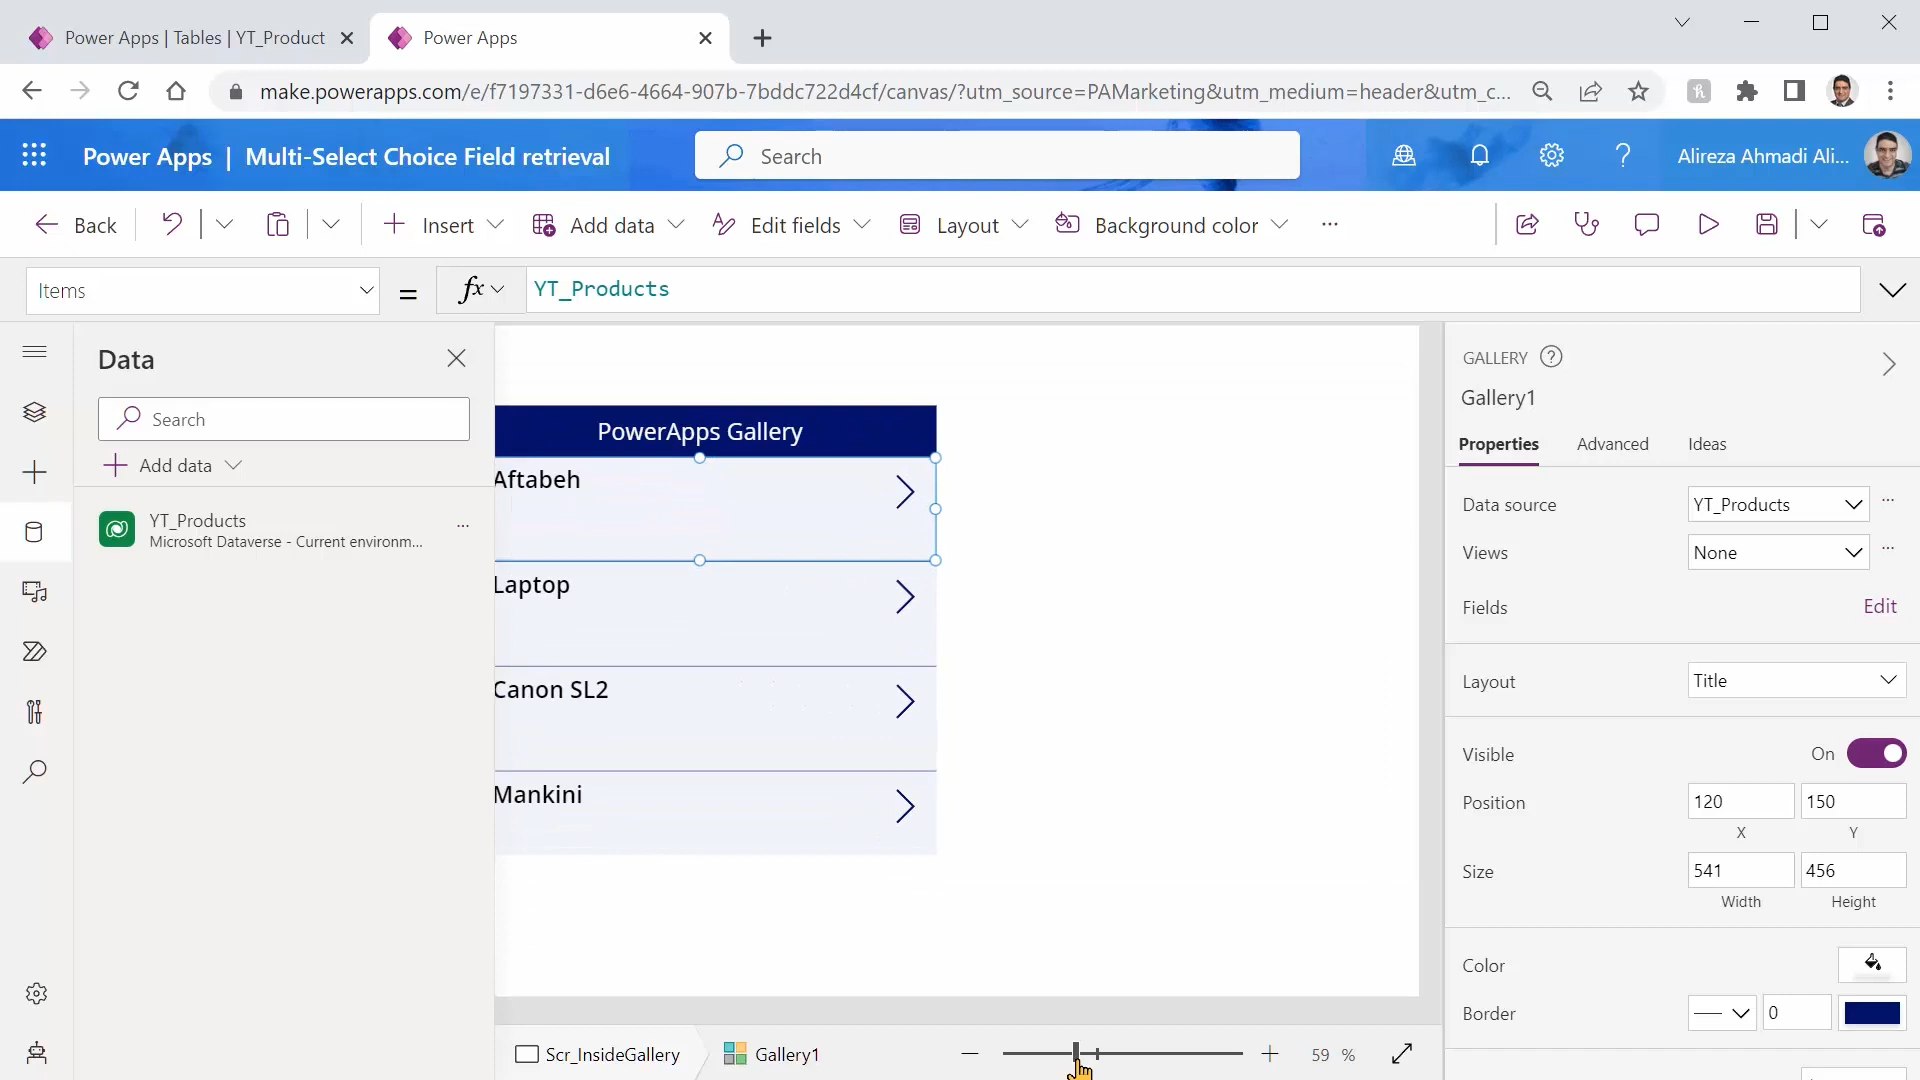 Power Apps | Tables | YT_Product
Power Apps
make.powerapps.com/e/f7197331-d6e6-4664-907b-7bddc722d4cf/canvas/?utm_source=PAMarketing&utm_medium=header&utm_c...
Power Apps | Multi-Select Choice Field retrieval
Search
Alireza Ahmadi Ali...
Back
Insert
Add data
Edit fields
Layout
Background color
...
Items
=
fx
YT_Products
Data
Search
Add data
YT_Products
Microsoft Dataverse - Current environm...
...
PowerApps Gallery
Aftabeh
Laptop
Canon SL2
Mankini
GALLERY
Gallery1
Properties
Advanced
Ideas
Data source
YT_Products
...
Views
None
...
Fields
Edit
Layout
Title
Visible
On
Position
120
150
X
Y
Size
541
456
Width
Height
Color
Border
0
Scr_InsideGallery
Gallery1
59 %